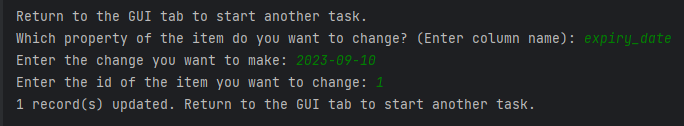 Return to the GUI tab to start another task.
Which property of the item do you want to change? (Enter column name): expiry_date
Enter the change you want to make: 2023-09-10
Enter the id of the item you want to change: 1
1 record(s) updated. Return to the GUI tab to start another task.